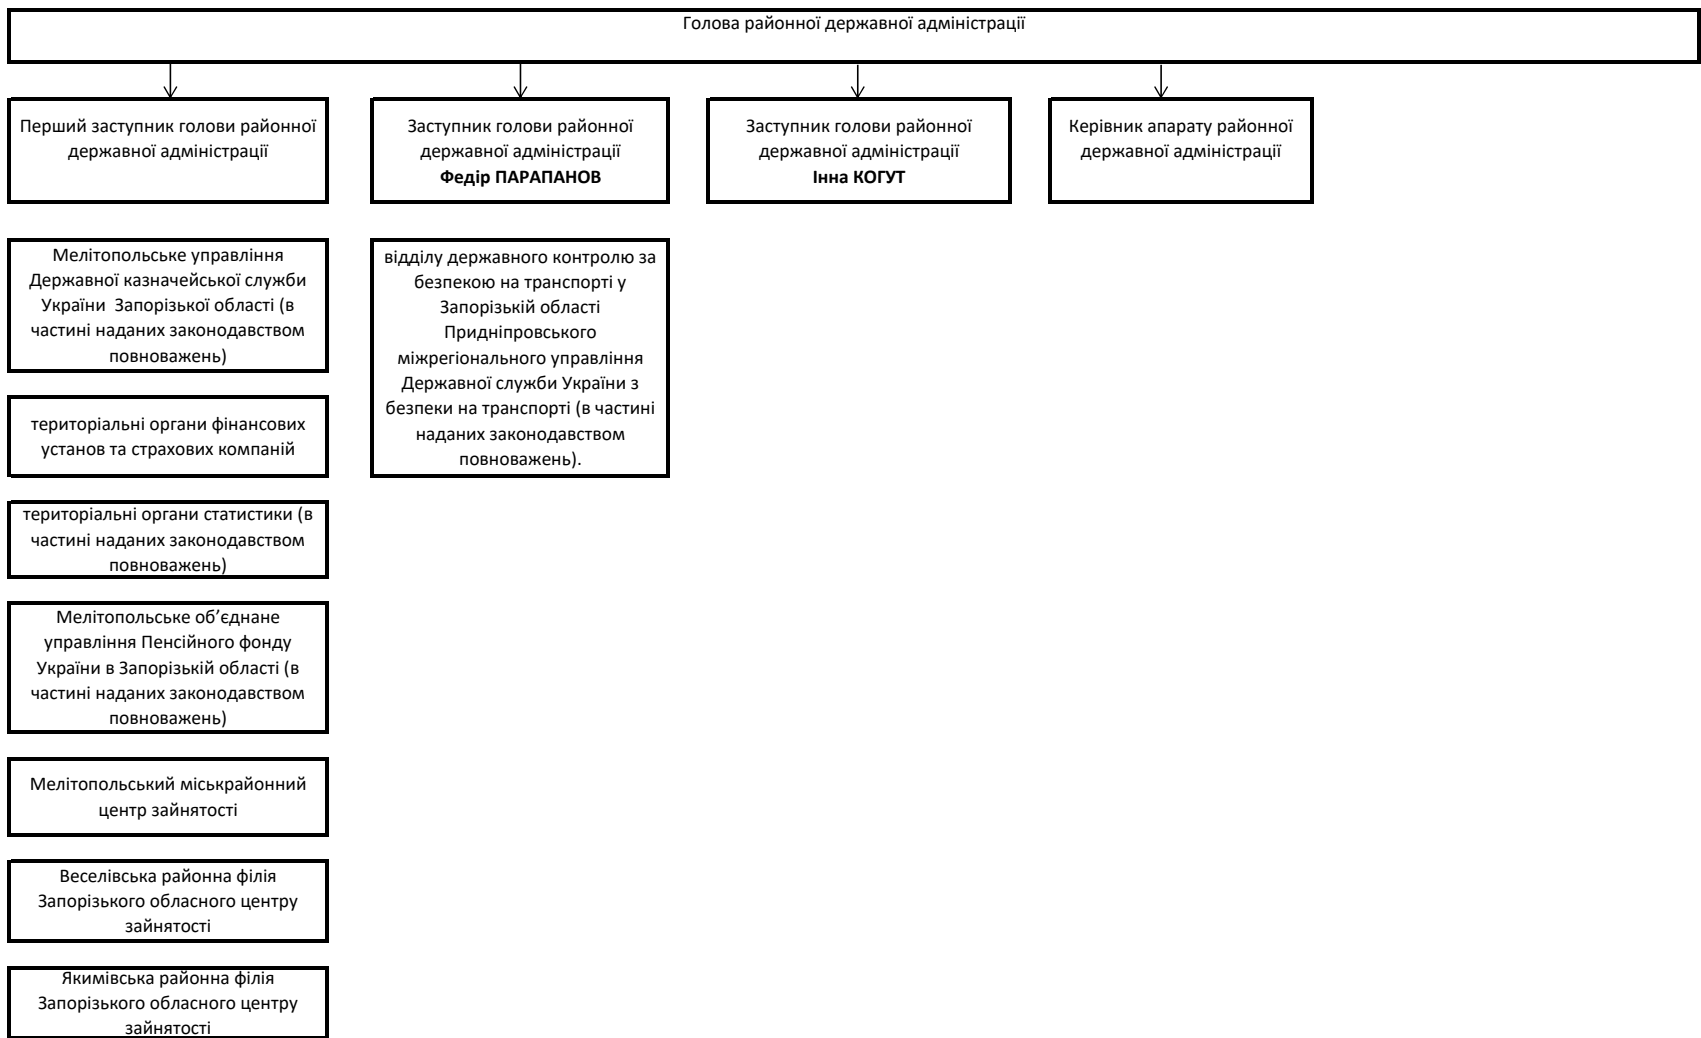 Голова районної державної адміністрації
Перший заступник голови районної
державної адміністрації
Заступник голови районної
державної адміністрації
Федір ПАРАПАНОВ
Заступник голови районної
державної адміністрації
Інна КОГУТ
Керівник апарату районної
державної адміністрації
Мелітопольське управління
Державної казначейської служби
України  Запорізької області (в
частині наданих законодавством
повноважень)
територіальні органи фінансових
установ та страхових компаній
територіальні органи статистики (в
частині наданих законодавством
повноважень)
Мелітопольське об’єднане
управління Пенсійного фонду
України в Запорізькій області (в
частині наданих законодавством
повноважень)
Мелітопольський міськрайонний
центр зайнятості
Веселівська районна філія
Запорізького обласного центру
зайнятості
Якимівська районна філія
Запорізького обласного центру
зайнятості
відділу державного контролю за
безпекою на транспорті у
Запорізькій області
Придніпровського
міжрегіонального управління
Державної служби України з
безпеки на транспорті (в частині
наданих законодавством
повноважень).